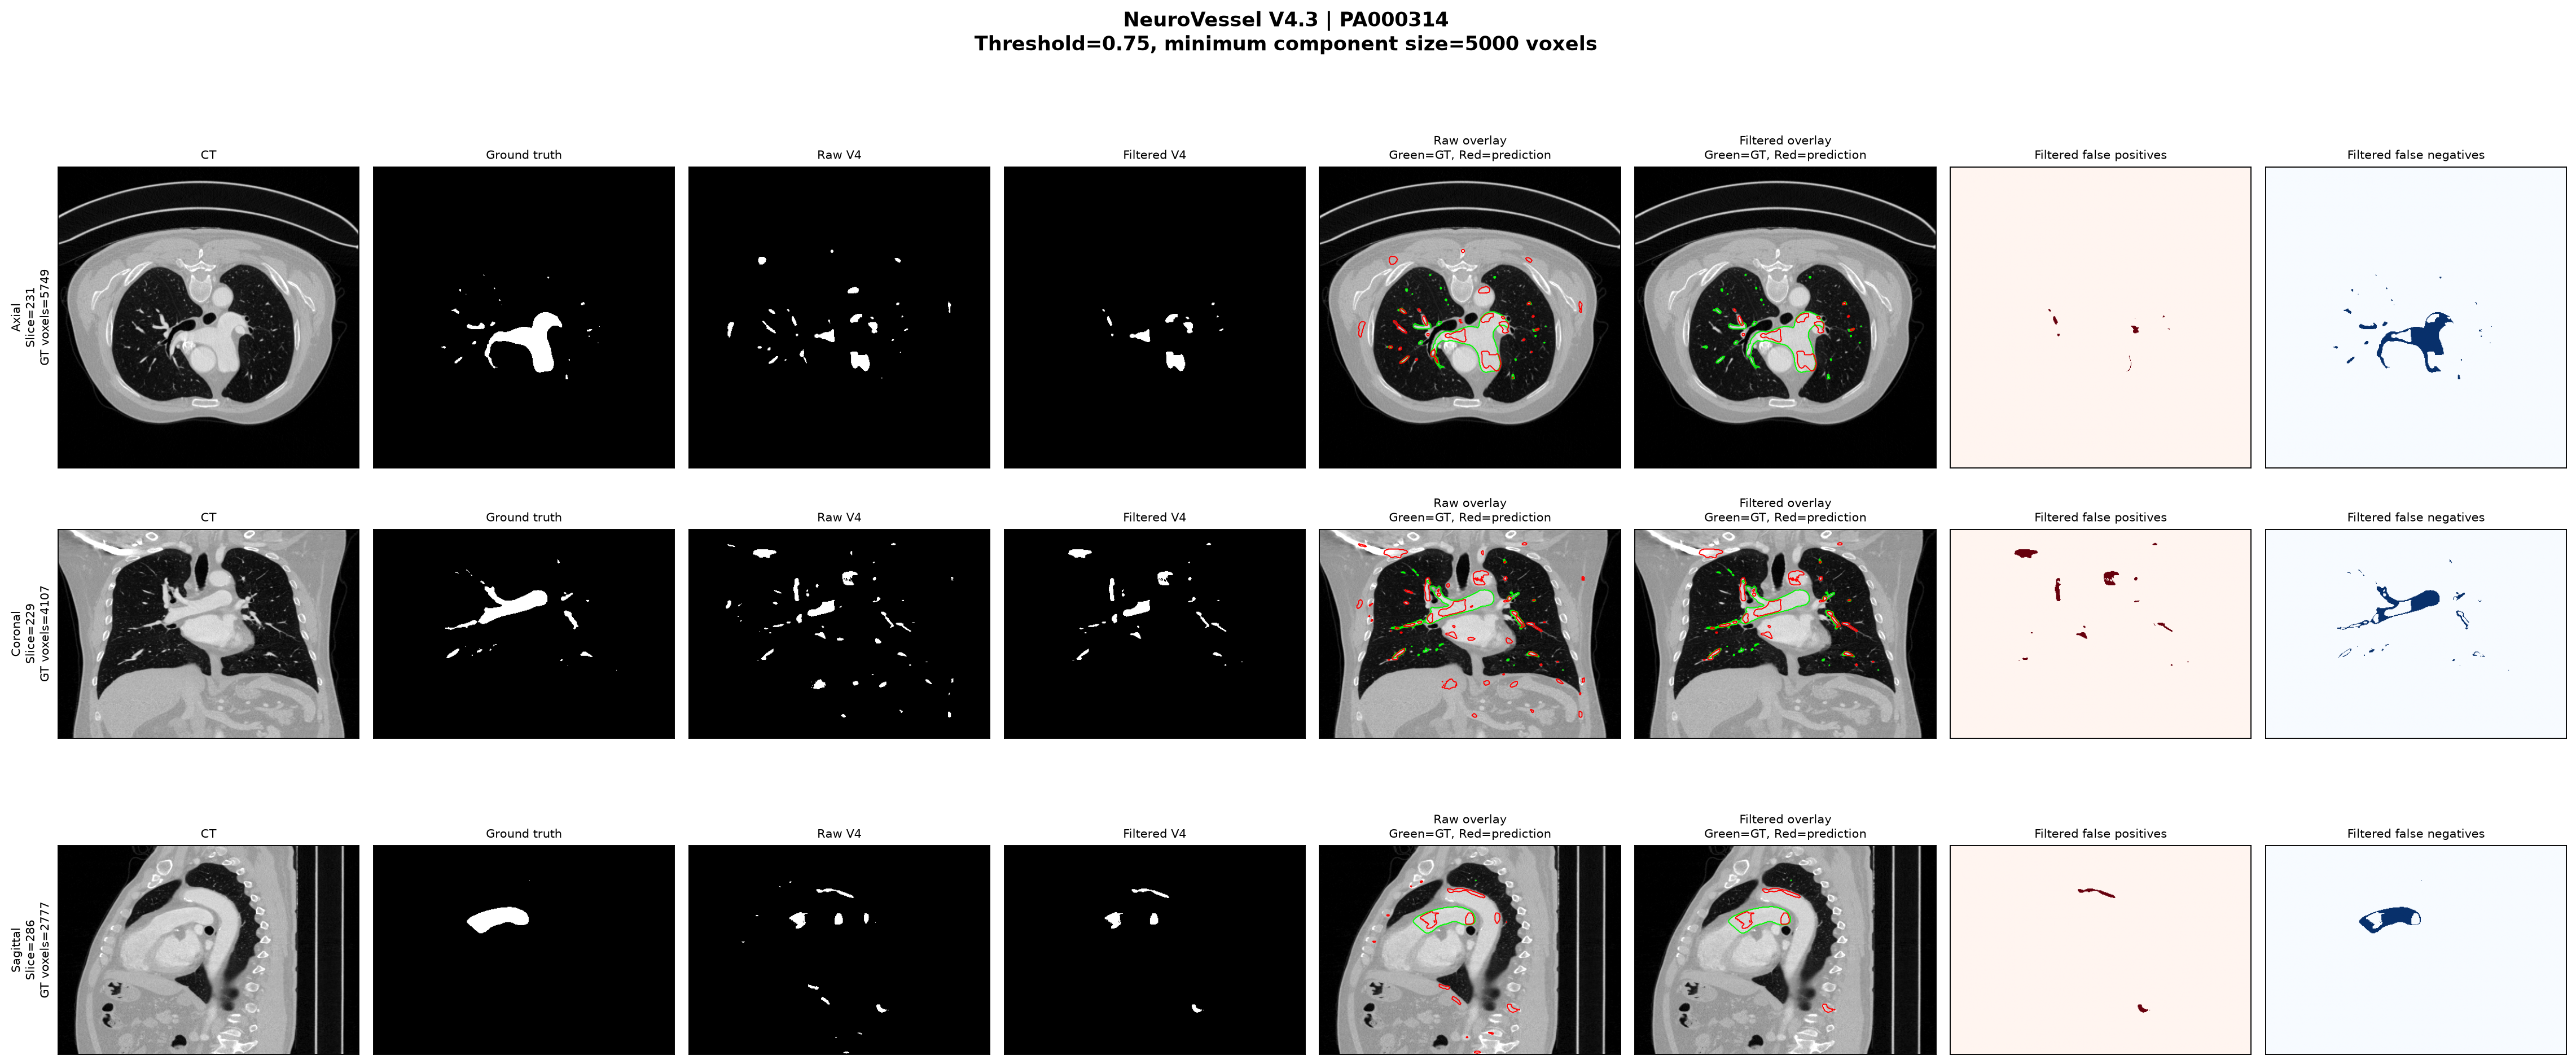 NeuroVessel V4.3 | PA000314
Threshold=0.75, minimum component size=5000 voxels
CT
Ground truth
Raw V4
Filtered V4
Raw overlay
Green=GT, Red=prediction
Filtered overlay
Green=GT, Red=prediction
Filtered false positives
Filtered false negatives
Axial
Slice=231
GT voxels=5749
CT
Ground truth
Raw V4
Filtered V4
Raw overlay
Green=GT, Red=prediction
Filtered overlay
Green=GT, Red=prediction
Filtered false positives
Filtered false negatives
Coronal
Slice=229
GT voxels=4107
CT
Ground truth
Raw V4
Filtered V4
Raw overlay
Green=GT, Red=prediction
Filtered overlay
Green=GT, Red=prediction
Filtered false positives
Filtered false negatives
Sagittal
Slice=286
GT voxels=2777